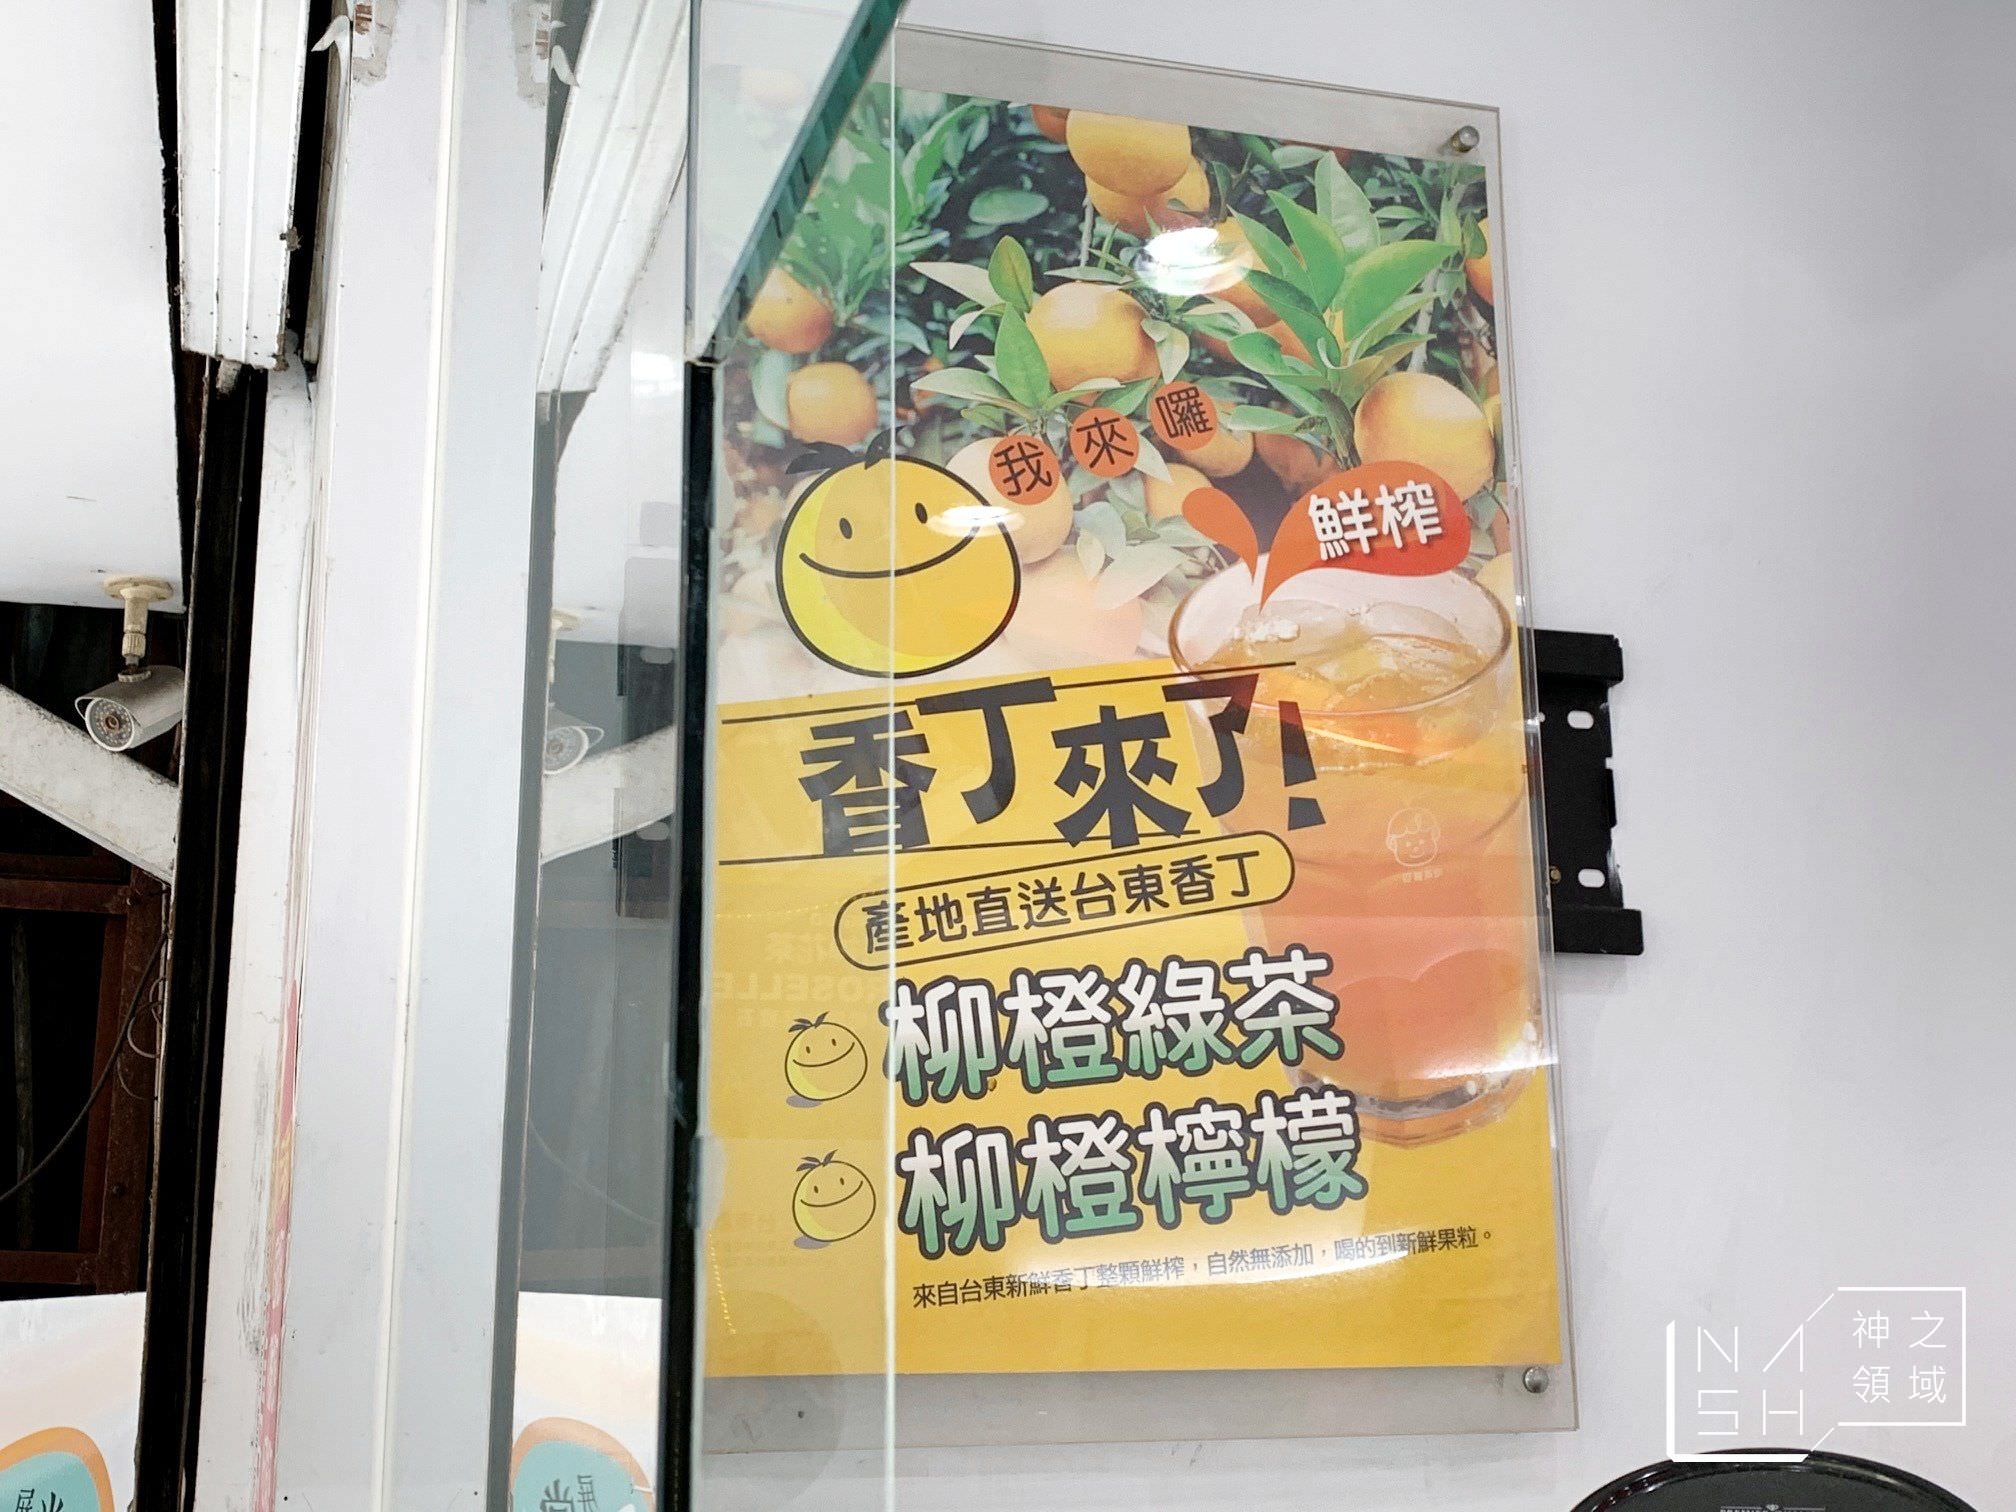 我來囉
鮮榨
香丁來了!
產地直送台東香丁
柳橙綠茶
柳橙檸檬
來自台東新鮮香丁整顆鮮榨，自然無添加，喝的到新鮮果粒。
NASH
神之領域